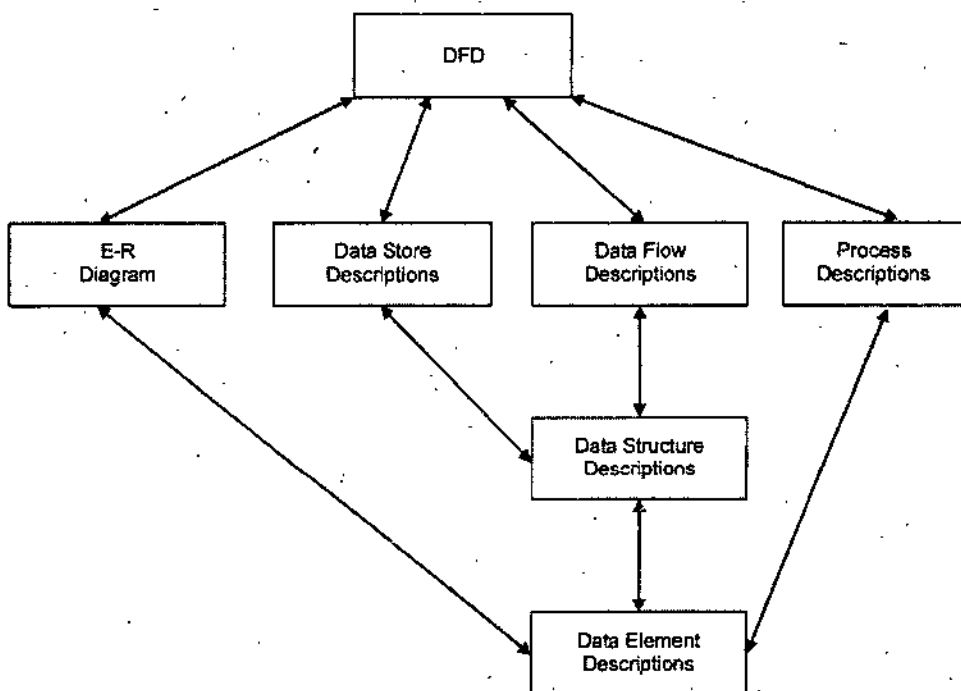 DFD
E-R
Diagram
Data Store
Descriptions
Data Flow
Descriptions
Process
Descriptions
Data Structure
Descriptions
Data Element
Descriptions